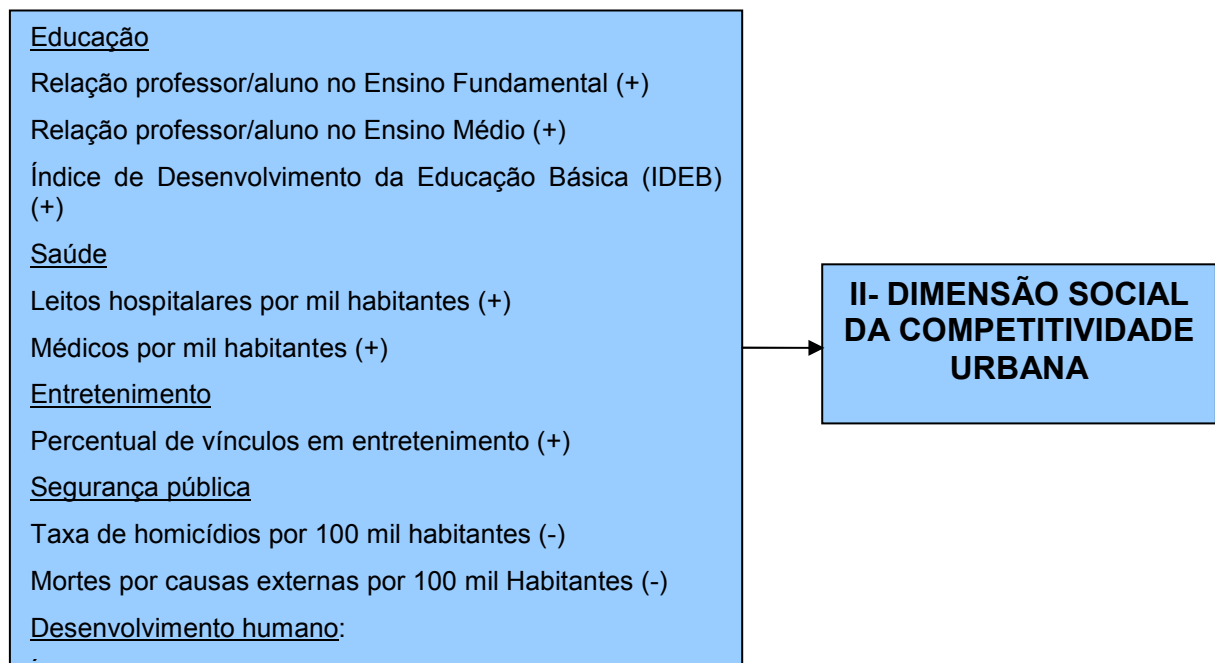 Educação
Relação professor/aluno no Ensino Fundamental (+)
Relação professor/aluno no Ensino Médio (+)
Índice de Desenvolvimento da Educação Básica (IDEB)
(+)
Saúde
Leitos hospitalares por mil habitantes (+)
Médicos por mil habitantes (+)
Entretenimento
Percentual de vínculos em entretenimento (+)
Segurança pública
Taxa de homicídios por 100 mil habitantes (-)
Mortes por causas externas por 100 mil Habitantes (-)
Desenvolvimento humano:
II- DIMENSÃO SOCIAL
DA COMPETITIVIDADE
URBANA